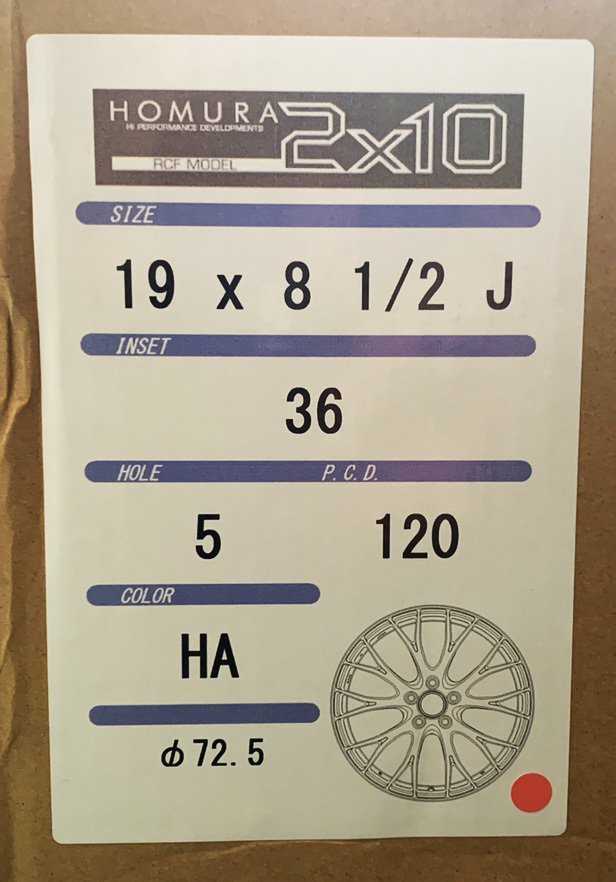 HOMURA 2x10
HI PERFORMANCE DEVELOPMENTS
RCF MODEL
SIZE
19 x 8 1/2 J
INSET
36
HOLE P.C.D.
5 120
COLOR
HA
φ72.5